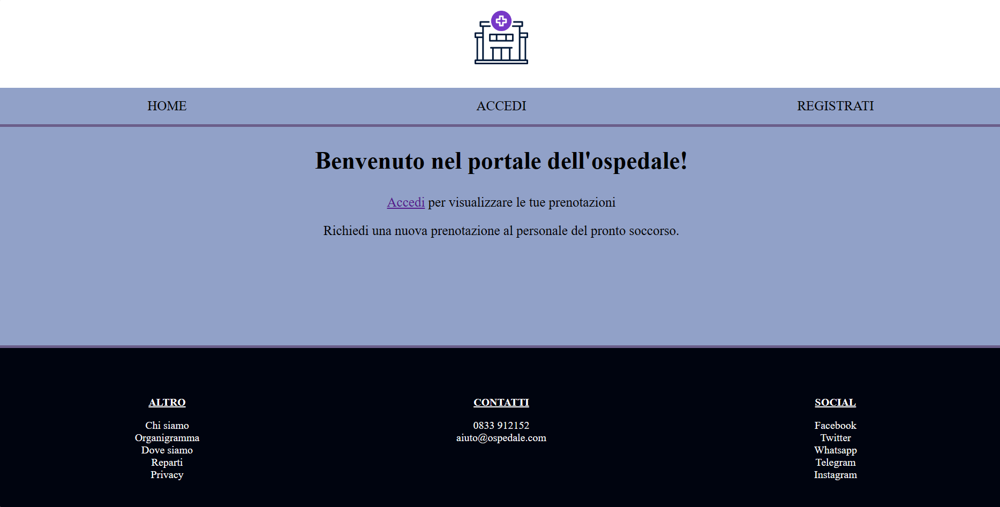 HOME
ACCEDI
REGISTRATI
Benvenuto nel portale dell'ospedale!
Accedi per visualizzare le tue prenotazioni
Richiedi una nuova prenotazione al personale del pronto soccorso.
ALTRO
Chi siamo
Organigramma
Dove siamo
Reparti
Privacy
CONTATTI
0833 912152
aiuto@ospedale.com
SOCIAL
Facebook
Twitter
Whatsapp
Telegram
Instagram